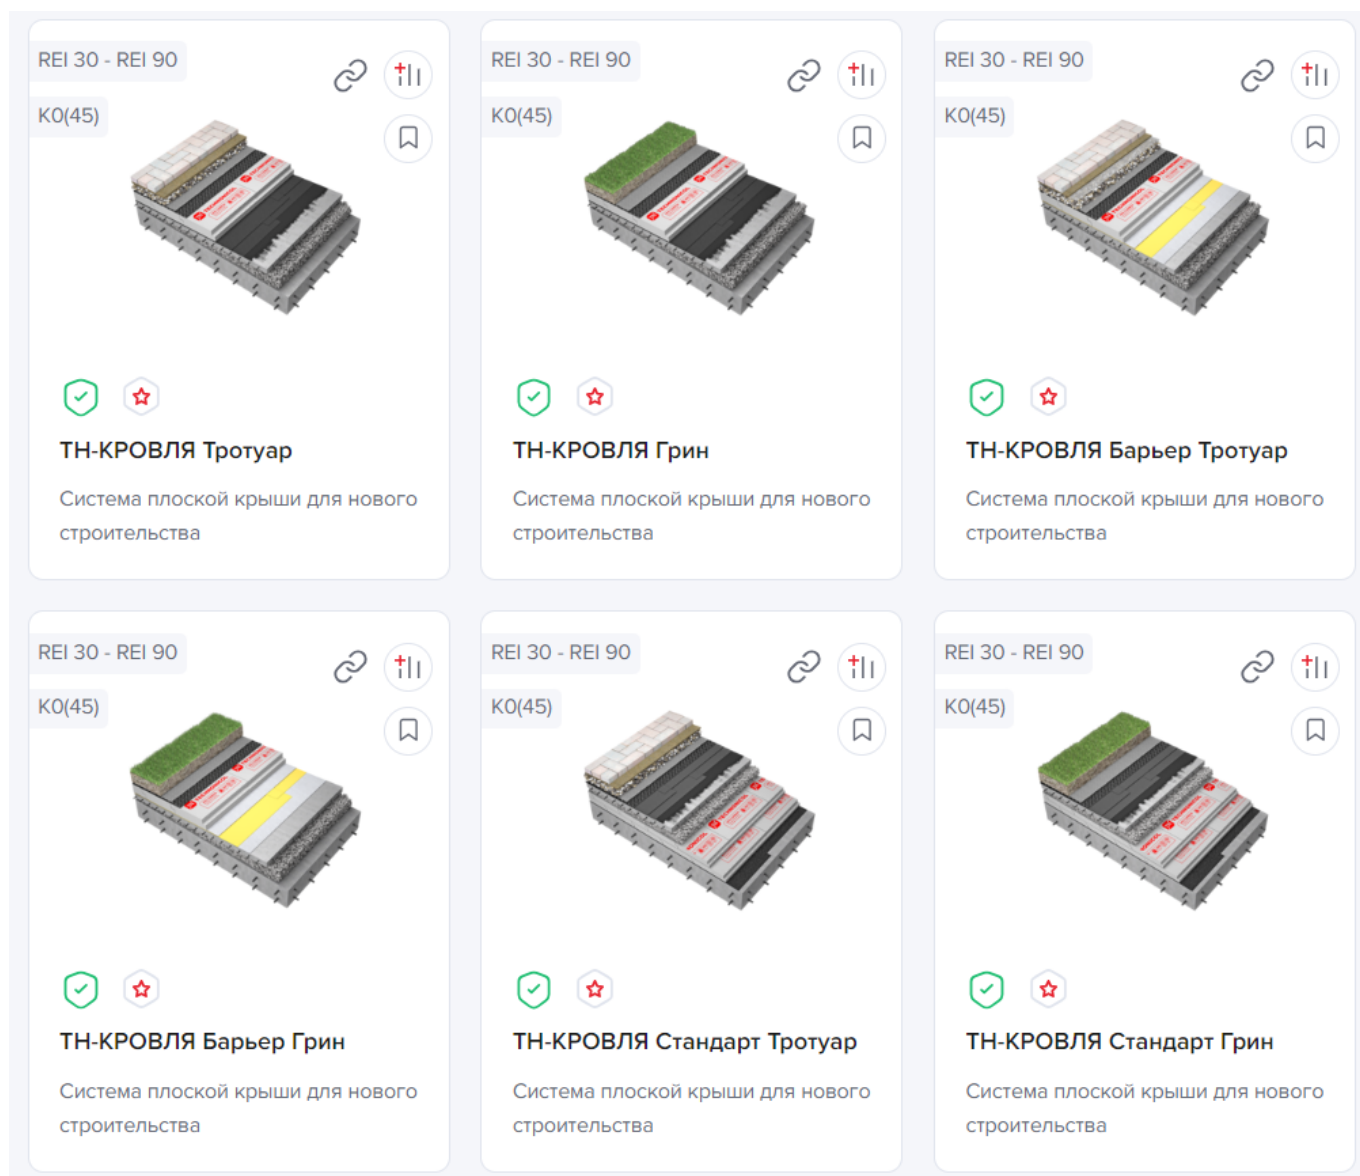 REI 30 - REI 90
K0(45)
ТН-КРОВЛЯ Тротуар
Система плоской крыши для нового
строительства
REI 30 - REI 90
K0(45)
ТН-КРОВЛЯ Грин
Система плоской крыши для нового
строительства
REI 30 - REI 90
K0(45)
ТН-КРОВЛЯ Барьер Тротуар
Система плоской крыши для нового
строительства
REI 30 - REI 90
K0(45)
ТН-КРОВЛЯ Барьер Грин
Система плоской крыши для нового
строительства
REI 30 - REI 90
K0(45)
ТН-КРОВЛЯ Стандарт Тротуар
Система плоской крыши для нового
строительства
REI 30 - REI 90
K0(45)
ТН-КРОВЛЯ Стандарт Грин
Система плоской крыши для нового
строительства